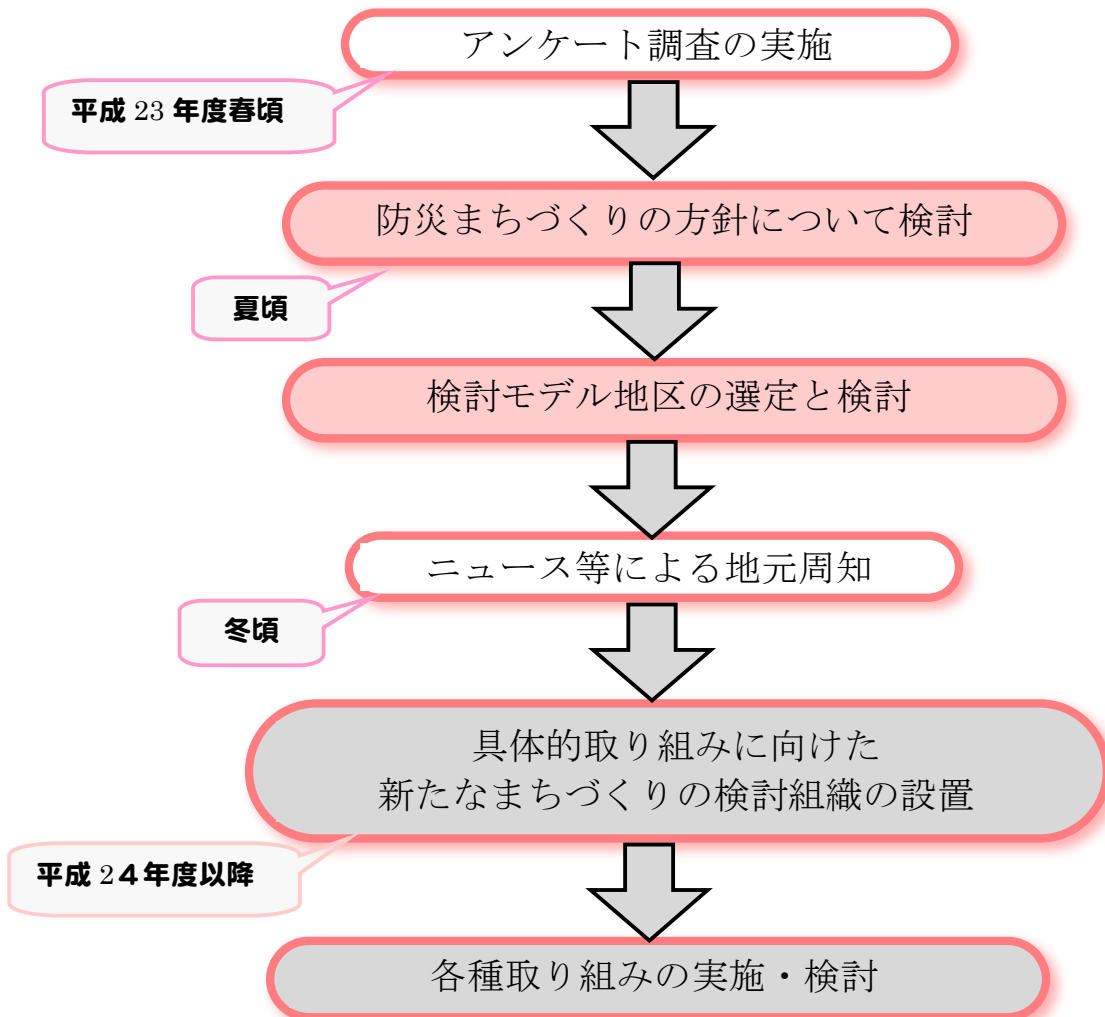 アンケート調査の実施
平成 23 年度春頃
防災まちづくりの方針について検討
夏頃
検討モデル地区の選定と検討
ニュース等による地元周知
冬頃
具体的取り組みに向けた
新たなまちづくりの検討組織の設置
平成 2４年度以降
各種取り組みの実施・検討